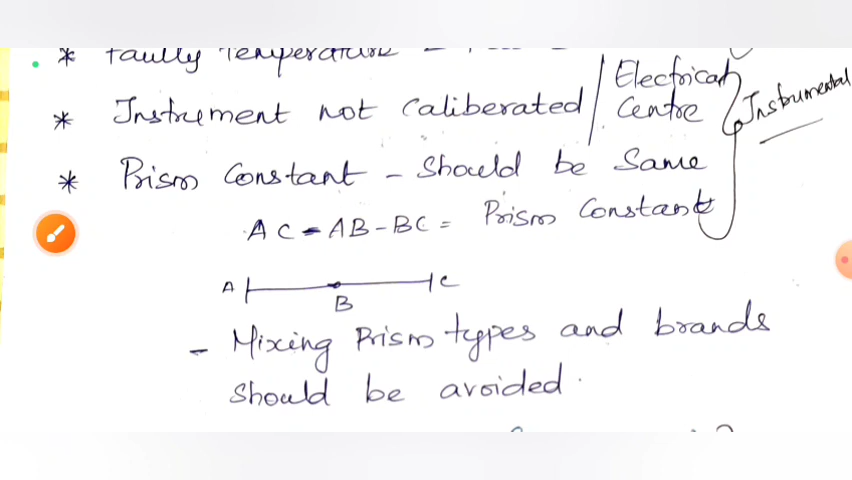 * Faulty Temperature
* Instrument not Caliberated / Electrical Centre
Instrumental
* Prism Constant - Should be Same
AC - AB - BC = Prism Constant
A B C
- Mixing Prism types and brands
should be avoided.